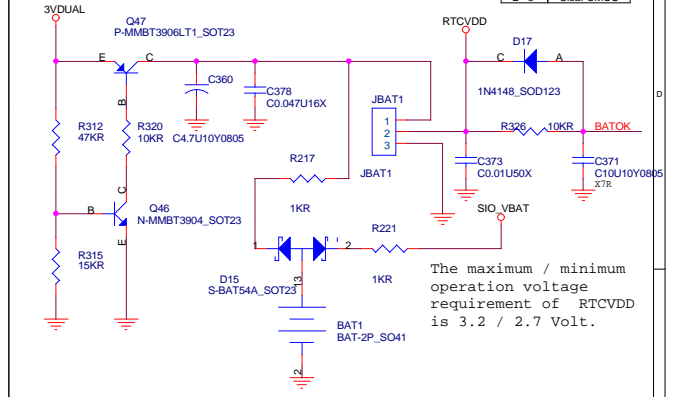 3VDUAL
Q47
P-MMBT3906LT1_SOT23
RTCVDD
D17
E
C
C
A
1N4148_SOD123
D
C360
C4.7U10Y0805
C378
C0.047U16X
B
JBAT1
1
2
3
JBAT1
R312
47KR
R320
10KR
R326
10KR
BATOK
C373
C0.01U50X
C371
C10U10Y0805
X7R
R217
1KR
C
B
Q46
N-MMBT3904_SOT23
E
SIO_VBAT
R221
1KR
1
2
R315
15KR
D15
S-BAT54A_SOT23
13
The maximum / minimum
operation voltage
requirement of RTCVDD
is 3.2 / 2.7 Volt.
BAT1
BAT-2P_SO41
2